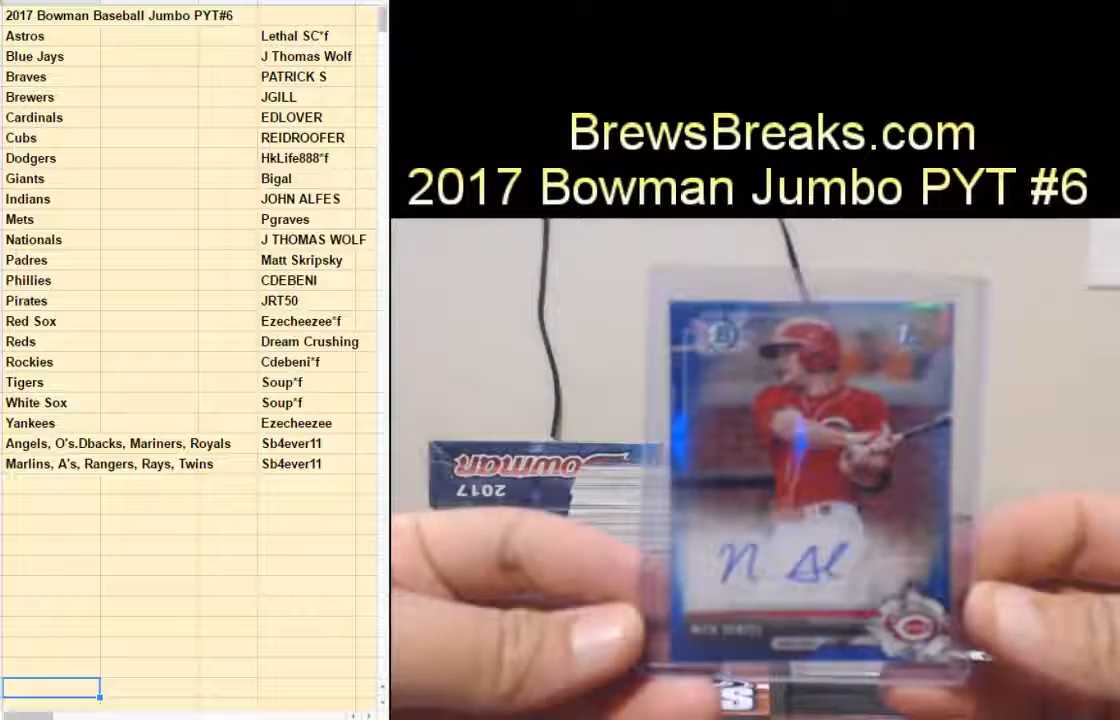 2017 Bowman Baseball Jumbo PYT#6
Astros Lethal SC*f
Blue Jays J Thomas Wolf
Braves PATRICK S
Brewers JGILL
Cardinals EDLOVER
Cubs REIDROOFER
Dodgers HkLife888*f
Giants Bigal
Indians JOHN ALFES
Mets Pgraves
Nationals J THOMAS WOLF
Padres Matt Skripsky
Phillies CDEBENI
Pirates JRT50
Red Sox Ezecheezee*f
Reds Dream Crushing
Rockies Cdebeni*f
Tigers Soup*f
White Sox Soup*f
Yankees Ezecheezee
Angels, O's.Dbacks, Mariners, Royals Sb4ever11
Marlins, A's, Rangers, Rays, Twins Sb4ever11
BrewsBreaks.com
2017 Bowman Jumbo PYT #6
BOWMAN
2017